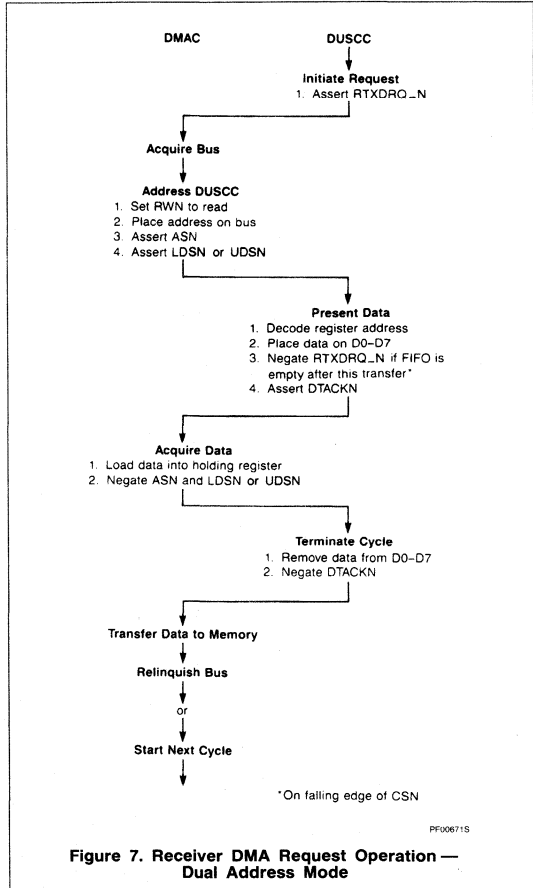 DMAC DUSCC
Initiate Request
1. Assert RTXDRQ_N
Acquire Bus
Address DUSCC
1. Set RWN to read
2. Place address on bus
3. Assert ASN
4. Assert LDSN or UDSN
Present Data
1. Decode register address
2. Place data on D0–D7
3. Negate RTXDRQ_N if FIFO is
empty after this transfer*
4. Assert DTACKN
Acquire Data
1. Load data into holding register
2. Negate ASN and LDSN or UDSN
Terminate Cycle
1. Remove data from D0–D7
2. Negate DTACKN
Transfer Data to Memory
Relinquish Bus
or
Start Next Cycle
*On falling edge of CSN
PF00671S
Figure 7. Receiver DMA Request Operation —
Dual Address Mode